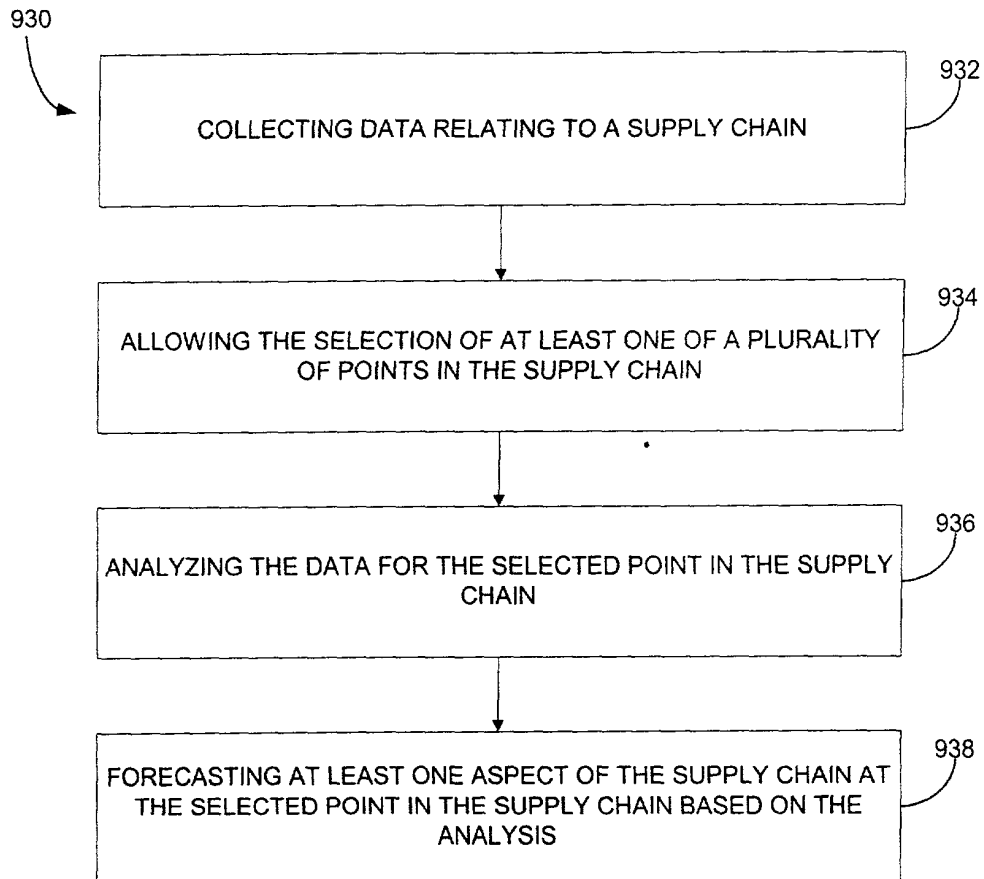 930
932
COLLECTING DATA RELATING TO A SUPPLY CHAIN
934
ALLOWING THE SELECTION OF AT LEAST ONE OF A PLURALITY
OF POINTS IN THE SUPPLY CHAIN
936
ANALYZING THE DATA FOR THE SELECTED POINT IN THE SUPPLY
CHAIN
938
FORECASTING AT LEAST ONE ASPECT OF THE SUPPLY CHAIN AT
THE SELECTED POINT IN THE SUPPLY CHAIN BASED ON THE
ANALYSIS